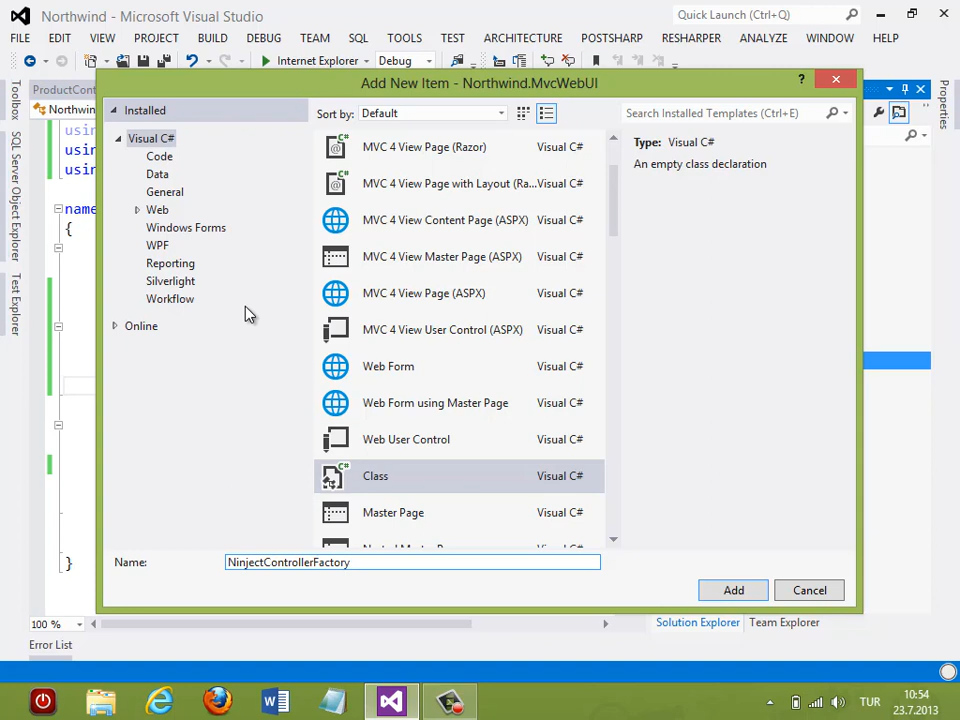 Northwind - Microsoft Visual Studio
Quick Launch (Ctrl+Q)
FILE EDIT VIEW PROJECT BUILD DEBUG TEAM SQL TOOLS TEST ARCHITECTURE POSTSHARP RESHARPER ANALYZE WINDOW HELP
Internet Explorer Debug
Add New Item - Northwind.MvcWebUI
?
Toolbox
SQL Server Object Explorer
Test Explorer
Properties
ProductCon
Northwin
Installed
Sort by: Default
Search Installed Templates (Ctrl+E)
Visual C#
Code
Data
General
Web
Windows Forms
WPF
Reporting
Silverlight
Workflow
Online
MVC 4 View Page (Razor) Visual C#
MVC 4 View Page with Layout (Ra...Visual C#
MVC 4 View Content Page (ASPX) Visual C#
MVC 4 View Master Page (ASPX) Visual C#
MVC 4 View Page (ASPX) Visual C#
MVC 4 View User Control (ASPX) Visual C#
Web Form Visual C#
Web Form using Master Page Visual C#
Web User Control Visual C#
Class Visual C#
Master Page Visual C#
Type: Visual C#
An empty class declaration
usin
usin
usin
name
{
}
Name: NinjectControllerFactory
Add Cancel
100 %
Solution Explorer Team Explorer
Error List
TUR
10:54
23.7.2013